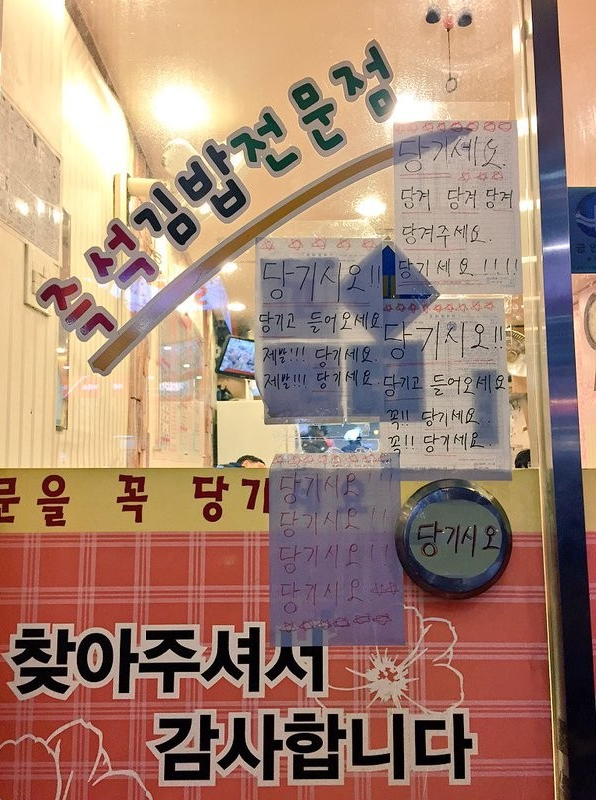 즉석김밥전문점
당기세요.
당겨 당겨 당겨
당겨주세요.
당기세요!!!!
당기시오!!
당기고 들어오세요
제발!!! 당기세요.
제발!!! 당기세요.
당기시오!!
당기고 들어오세요
꼭!! 당기세요..
꼭!! 당기세요.
당기시오!!
당기시오!!
당기시오!!
당기시오
문을 꼭 당기
당기시오
찾아주셔서
감사합니다